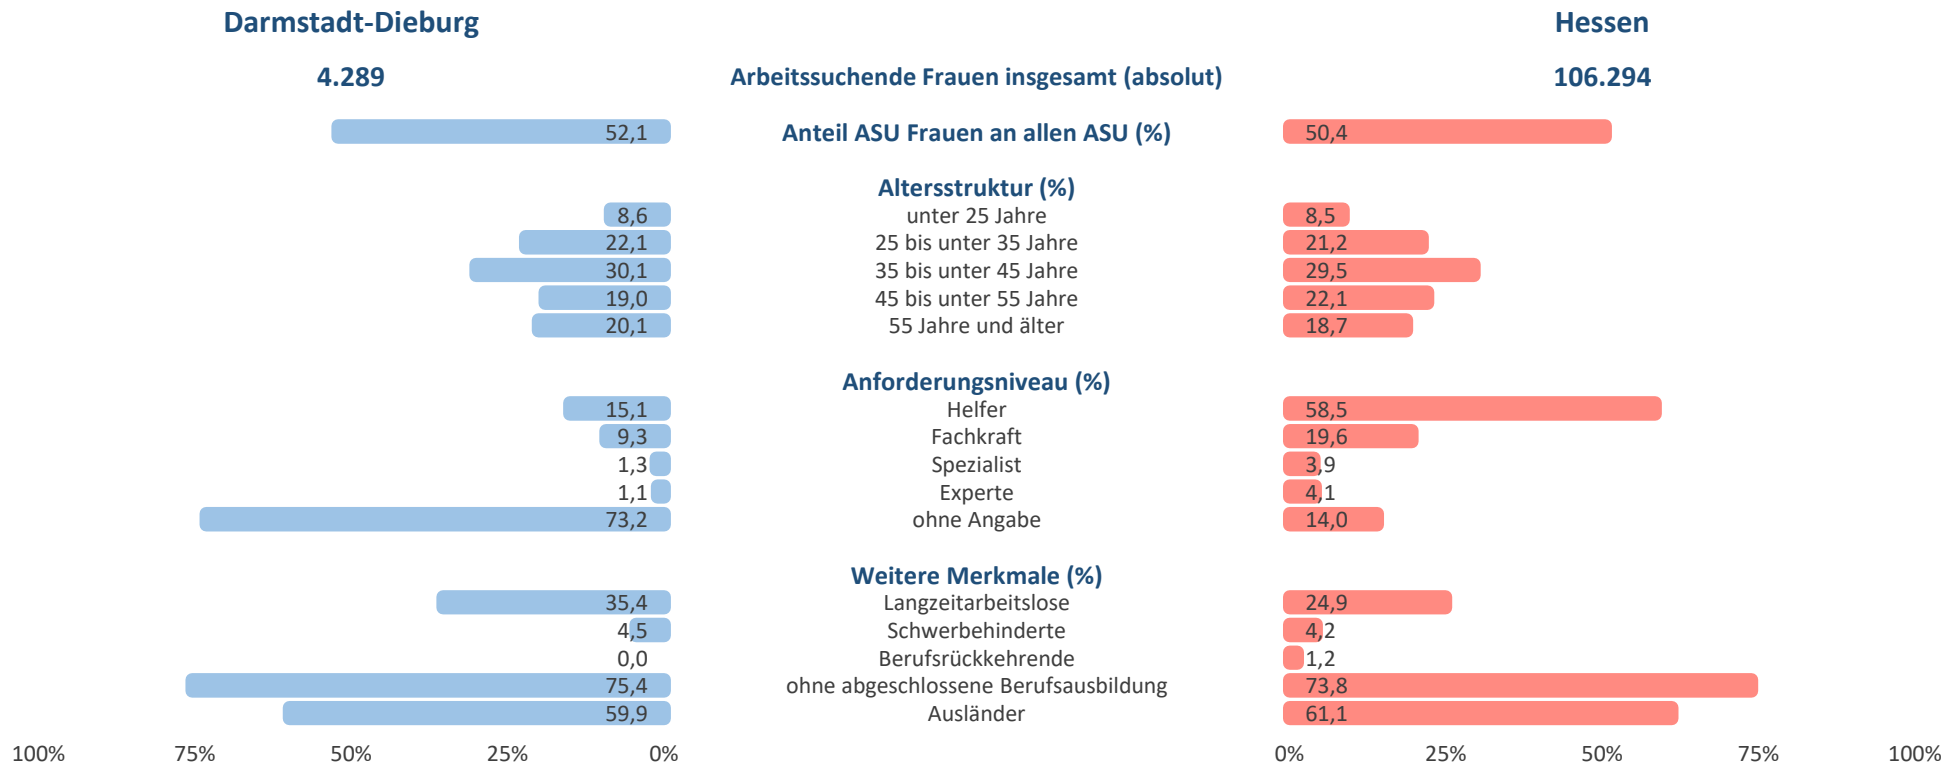 Darmstadt-Dieburg Hessen
4.289 Arbeitssuchende Frauen insgesamt (absolut) 106.294
52,1 Anteil ASU Frauen an allen ASU (%) 50,4
Altersstruktur (%)
8,6 unter 25 Jahre 8,5
22,1 25 bis unter 35 Jahre 21,2
30,1 35 bis unter 45 Jahre 29,5
19,0 45 bis unter 55 Jahre 22,1
20,1 55 Jahre und älter 18,7
Anforderungsniveau (%)
15,1 Helfer 58,5
9,3 Fachkraft 19,6
1,3 Spezialist 3,9
1,1 Experte 4,1
73,2 ohne Angabe 14,0
Weitere Merkmale (%)
35,4 Langzeitarbeitslose 24,9
4,5 Schwerbehinderte 4,2
0,0 Berufsrückkehrende 1,2
75,4 ohne abgeschlossene Berufsausbildung 73,8
59,9 Ausländer 61,1
100% 75% 50% 25% 0% 0% 25% 50% 75% 100%